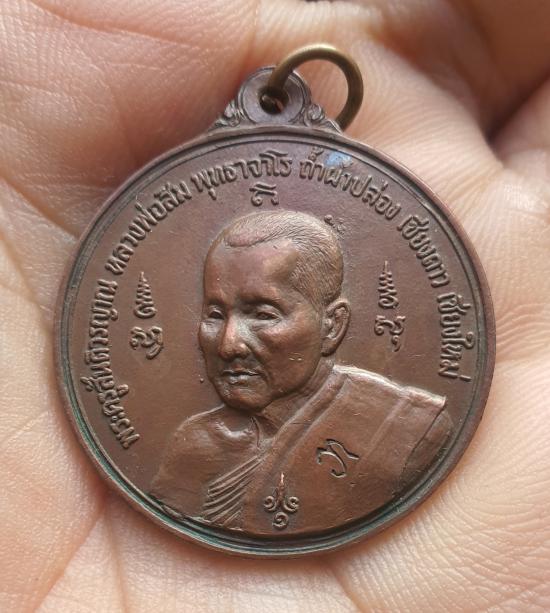 พระครูสันติวรญาณ หลวงพ่อสิม พุทธาจาโร ถ้ำผาปล่อง เชียงดาว เชียงใหม่